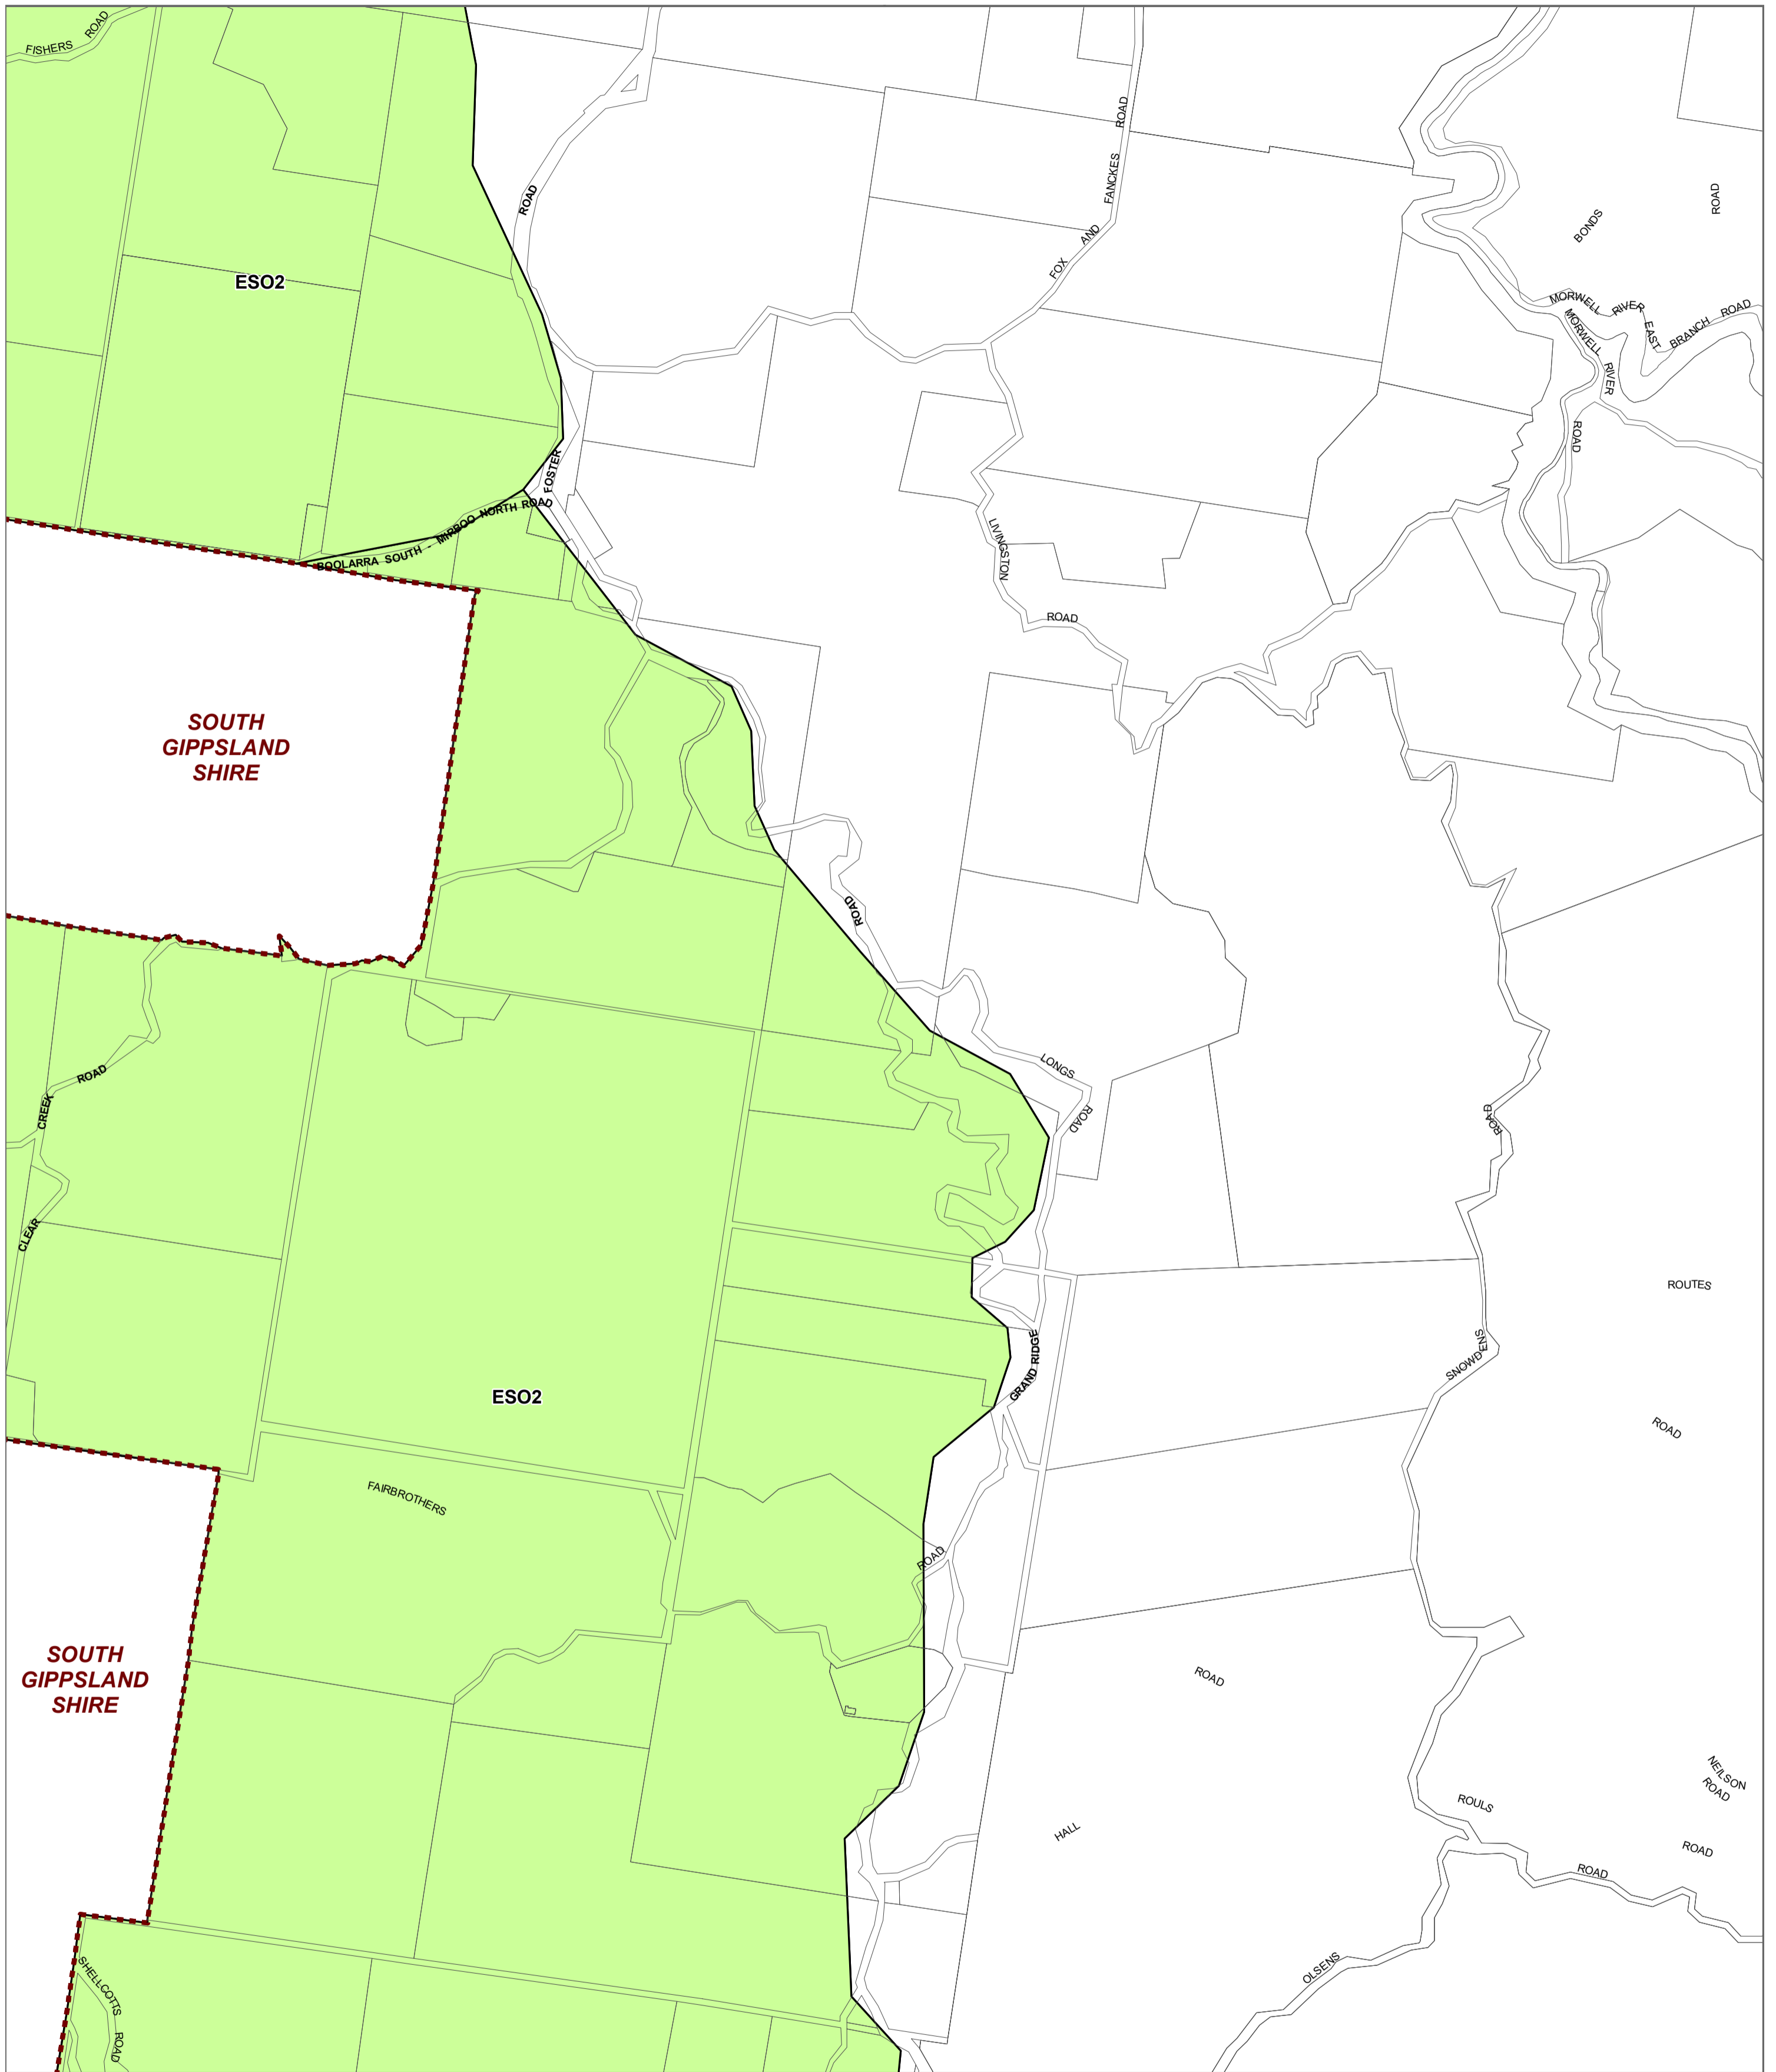 FISHERS ROAD
ROAD
FANCKES ROAD
FOX AND
BONDS
ROAD
ESO2
MORWELL RIVER
EAST
BRANCH ROAD
MORWELL
RIVER
ROAD
FOSTER
BOOLARRA SOUTH - MIRBOO NORTH ROAD
LIVINGSTON
ROAD
SOUTH
GIPPSLAND
SHIRE
ROAD
LONGS
ROAD
ROAD
CREEK
ROAD
CLEAR
ROUTES
GRAND RIDGE
SNOWDENS
ESO2
ROAD
FAIRBROTHERS
ROAD
SOUTH
GIPPSLAND
SHIRE
ROAD
NEILSON
ROAD
ROULS
HALL
ROAD
ROAD
OLSENS
SHELLCOTTS
ROAD